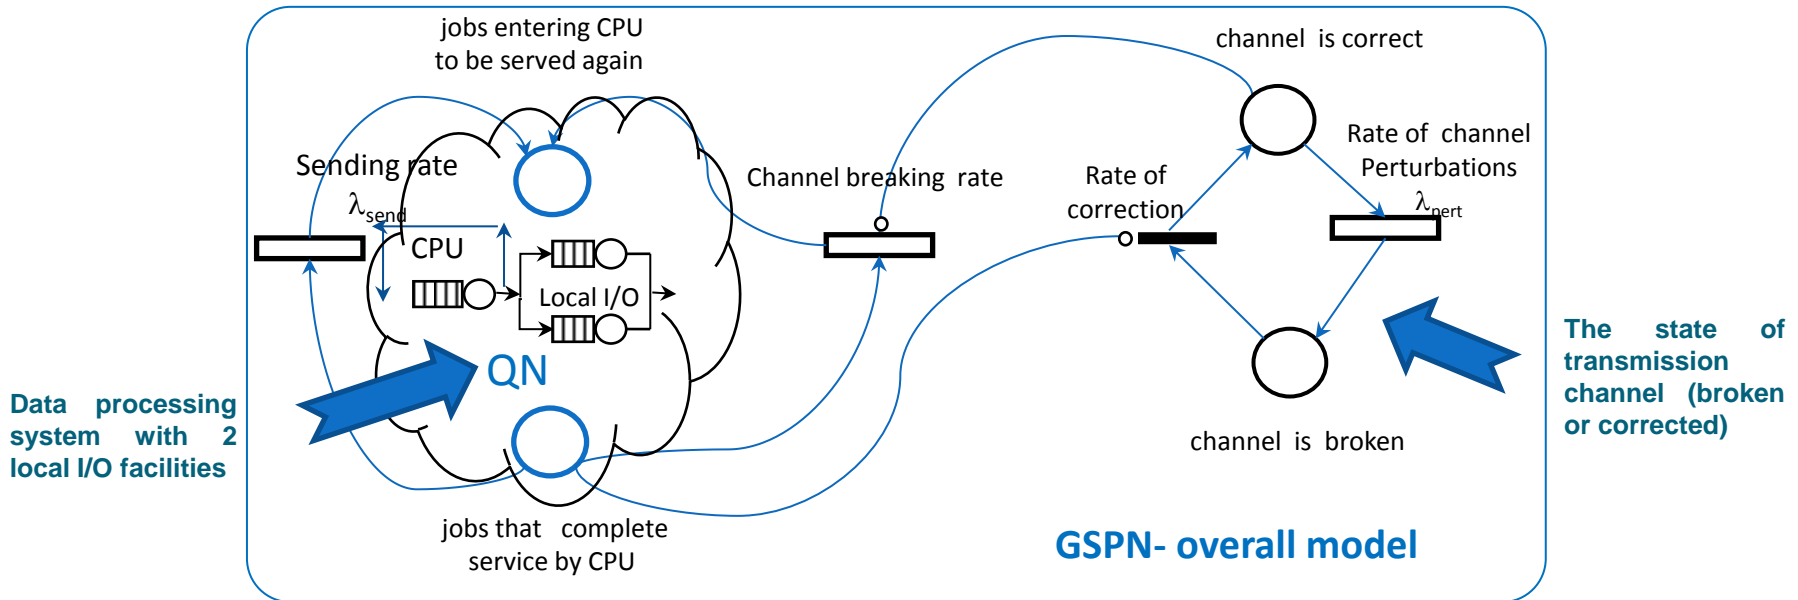 jobs entering CPU
to be served again
channel is correct
Sending rate
λsend
Channel breaking rate
Rate of
correction
Rate of channel
Perturbations
λpert
CPU
Local I/O
QN
Data processing
system with 2
local I/O facilities
The state of
transmission
channel (broken
or corrected)
channel is broken
jobs that complete
service by CPU
GSPN- overall model